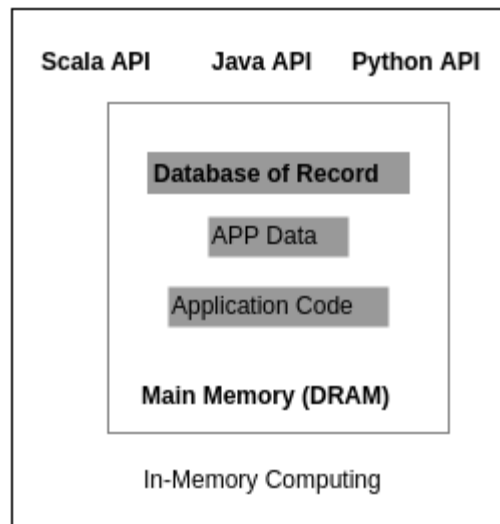 Scala API Java API Python API
Database of Record
APP Data
Application Code
Main Memory (DRAM)
In-Memory Computing